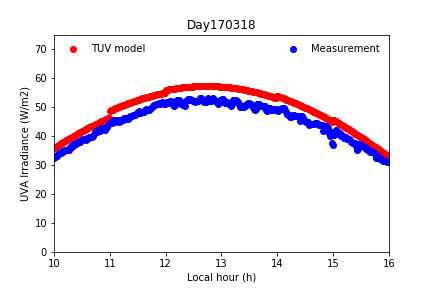 Day170318
TUV model
Measurement
UVA Irradiance (W/m2)
70
60
50
40
30
20
10
0
10 11 12 13 14 15 16
Local hour (h)